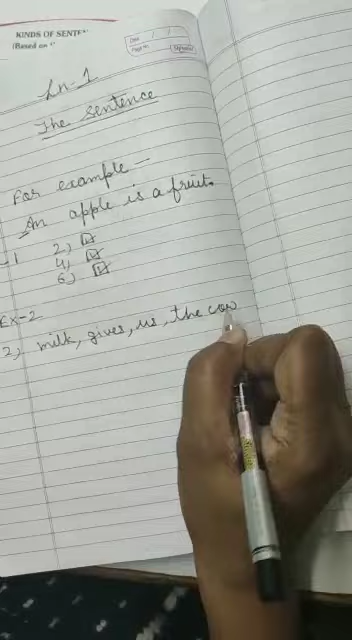 KINDS OF SENTE
(Based on
Date / /
Page No.
Ln-1
The Sentence
For example -
An apple is a fruit.
-1
2) ☑
4) ☑
6) ☑
Ex-2
2) milk, gives, us, the cow